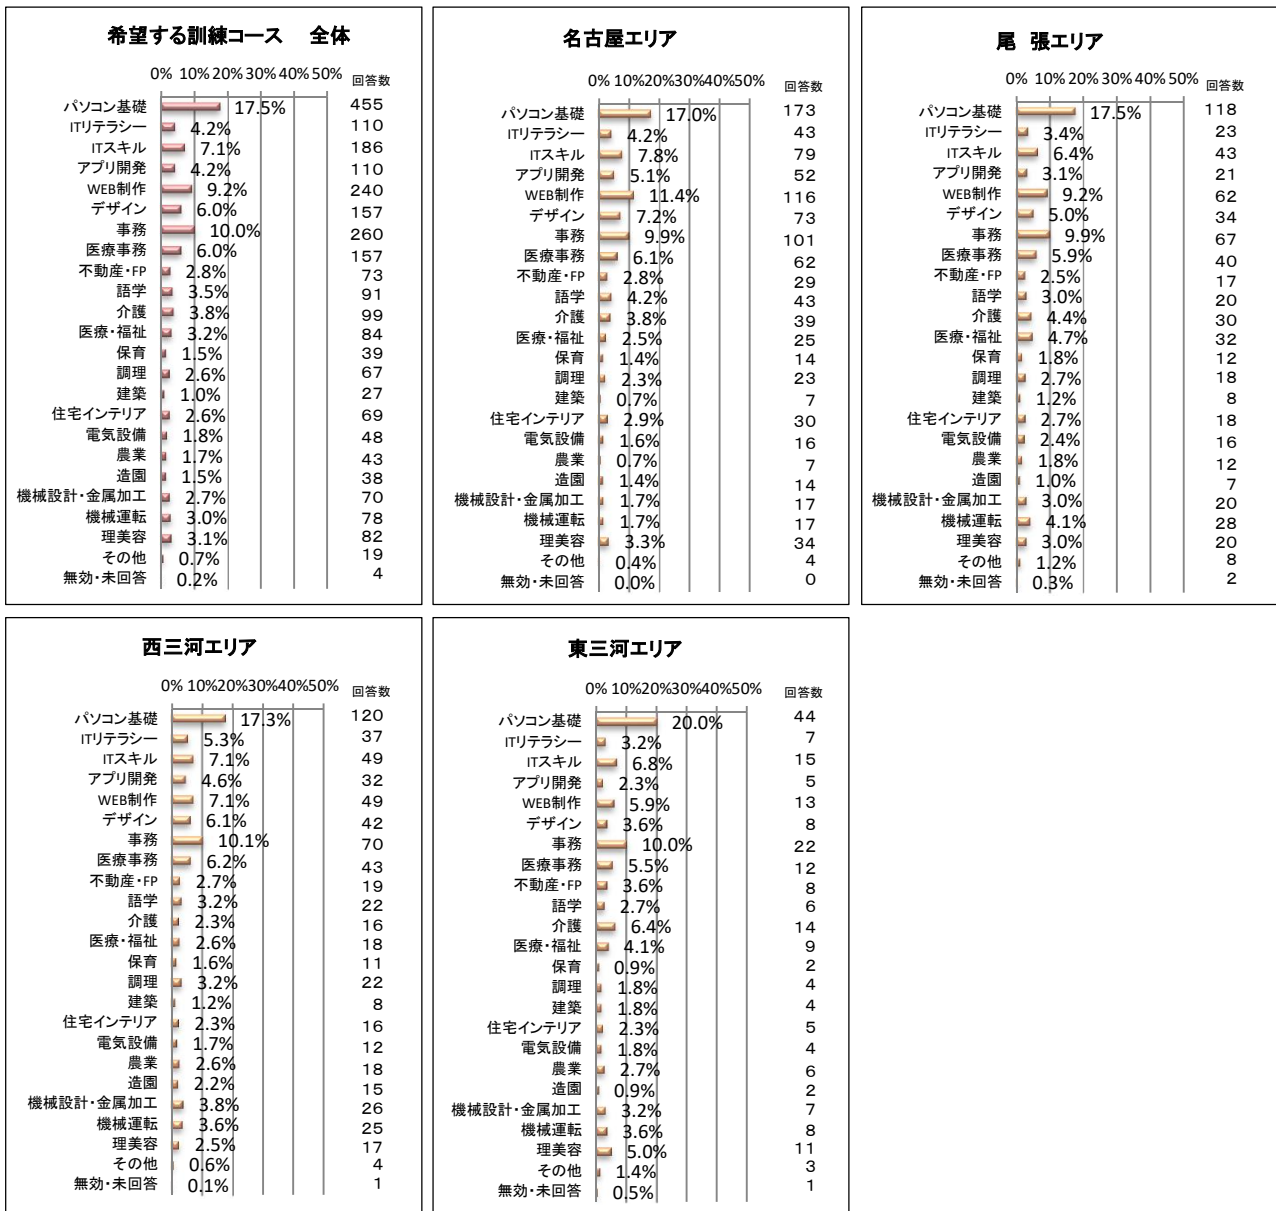 希望する訓練コース 全体
0% 10%20%30%40%50% 回答数
パソコン基礎 17.5% 455
ITリテラシー 4.2% 110
ITスキル 7.1% 186
アプリ開発 4.2% 110
WEB制作 9.2% 240
デザイン 6.0% 157
事務 10.0% 260
医療事務 6.0% 157
不動産・FP 2.8% 73
語学 3.5% 91
介護 3.8% 99
医療・福祉 3.2% 84
保育 1.5% 39
調理 2.6% 67
建築 1.0% 27
住宅インテリア 2.6% 69
電気設備 1.8% 48
農業 1.7% 43
造園 1.5% 38
機械設計・金属加工 2.7% 70
機械運転 3.0% 78
理美容 3.1% 82
その他 0.7% 19
無効・未回答 0.2% 4
名古屋エリア
0% 10%20%30%40%50% 回答数
パソコン基礎 17.0% 173
ITリテラシー 4.2% 43
ITスキル 7.8% 79
アプリ開発 5.1% 52
WEB制作 11.4% 116
デザイン 7.2% 73
事務 9.9% 101
医療事務 6.1% 62
不動産・FP 2.8% 29
語学 4.2% 43
介護 3.8% 39
医療・福祉 2.5% 25
保育 1.4% 14
調理 2.3% 23
建築 0.7% 7
住宅インテリア 2.9% 30
電気設備 1.6% 16
農業 0.7% 7
造園 1.4% 14
機械設計・金属加工 1.7% 17
機械運転 1.7% 17
理美容 3.3% 34
その他 0.4% 4
無効・未回答 0.0% 0
尾 張エリア
0% 10%20%30%40%50% 回答数
パソコン基礎 17.5% 118
ITリテラシー 3.4% 23
ITスキル 6.4% 43
アプリ開発 3.1% 21
WEB制作 9.2% 62
デザイン 5.0% 34
事務 9.9% 67
医療事務 5.9% 40
不動産・FP 2.5% 17
語学 3.0% 20
介護 4.4% 30
医療・福祉 4.7% 32
保育 1.8% 12
調理 2.7% 18
建築 1.2% 8
住宅インテリア 2.7% 18
電気設備 2.4% 16
農業 1.8% 12
造園 1.0% 7
機械設計・金属加工 3.0% 20
機械運転 4.1% 28
理美容 3.0% 20
その他 1.2% 8
無効・未回答 0.3% 2
西三河エリア
0% 10%20%30%40%50% 回答数
パソコン基礎 17.3% 120
ITリテラシー 5.3% 37
ITスキル 7.1% 49
アプリ開発 4.6% 32
WEB制作 7.1% 49
デザイン 6.1% 42
事務 10.1% 70
医療事務 6.2% 43
不動産・FP 2.7% 19
語学 3.2% 22
介護 2.3% 16
医療・福祉 2.6% 18
保育 1.6% 11
調理 3.2% 22
建築 1.2% 8
住宅インテリア 2.3% 16
電気設備 1.7% 12
農業 2.6% 18
造園 2.2% 15
機械設計・金属加工 3.8% 26
機械運転 3.6% 25
理美容 2.5% 17
その他 0.6% 4
無効・未回答 0.1% 1
東三河エリア
0% 10%20%30%40%50% 回答数
パソコン基礎 20.0% 44
ITリテラシー 3.2% 7
ITスキル 6.8% 15
アプリ開発 2.3% 5
WEB制作 5.9% 13
デザイン 3.6% 8
事務 10.0% 22
医療事務 5.5% 12
不動産・FP 3.6% 8
語学 2.7% 6
介護 6.4% 14
医療・福祉 4.1% 9
保育 0.9% 2
調理 1.8% 4
建築 1.8% 4
住宅インテリア 2.3% 5
電気設備 1.8% 4
農業 2.7% 6
造園 0.9% 2
機械設計・金属加工 3.2% 7
機械運転 3.6% 8
理美容 5.0% 11
その他 1.4% 3
無効・未回答 0.5% 1